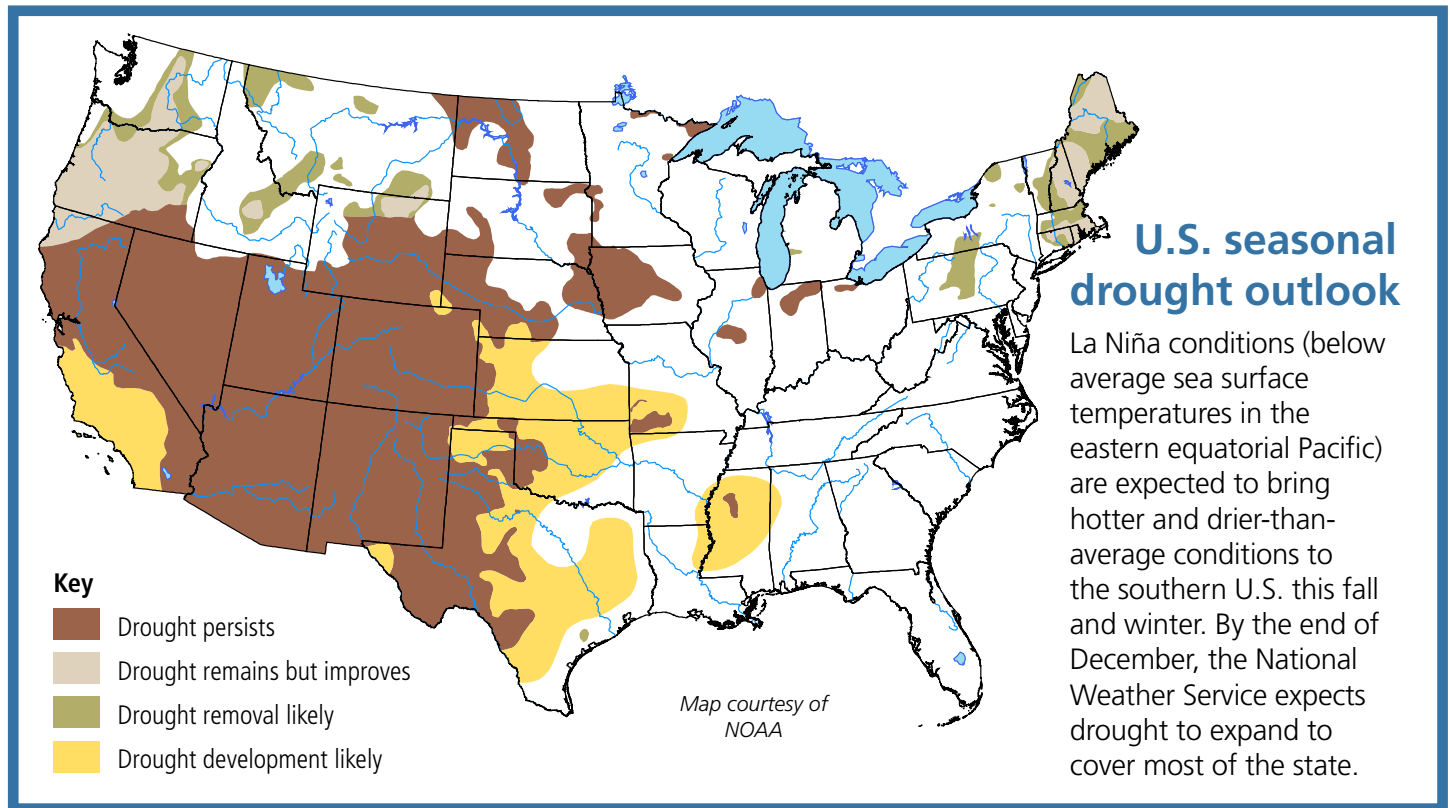 U.S. seasonal
drought outlook
La Niña conditions (below
average sea surface
temperatures in the
eastern equatorial Pacific)
are expected to bring
hotter and drier-than-
average conditions to
the southern U.S. this fall
and winter. By the end of
December, the National
Weather Service expects
drought to expand to
cover most of the state.
Key
Drought persists
Drought remains but improves
Drought removal likely
Drought development likely
Map courtesy of
NOAA